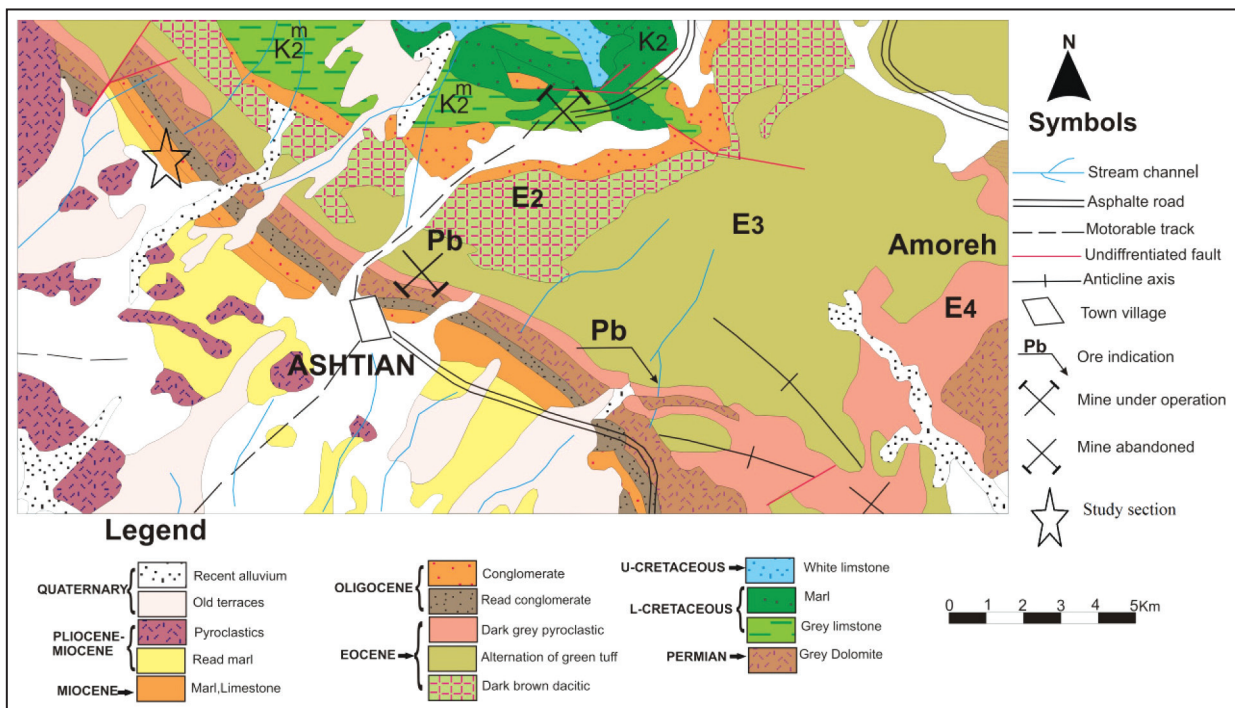 K2 m
K2
K2 m
E2
E3
Pb
Amoreh
E4
Pb
ASHTIAN
N
Symbols
Stream channel
Asphalte road
Motorable track
Undiffrentiated fault
Anticline axis
Town village
Pb Ore indication
Mine under operation
Mine abandoned
Study section
Legend
QUATERNARY
Recent alluvium
Old terraces
PLIOCENE-
MIOCENE
Pyroclastics
Read marl
MIOCENE
Marl,Limestone
OLIGOCENE
Conglomerate
Read conglomerate
EOCENE
Dark grey pyroclastic
Alternation of green tuff
Dark brown dacitic
U-CRETACEOUS
White limstone
L-CRETACEOUS
Marl
Grey limstone
PERMIAN
Grey Dolomite
0 1 2 3 4 5Km